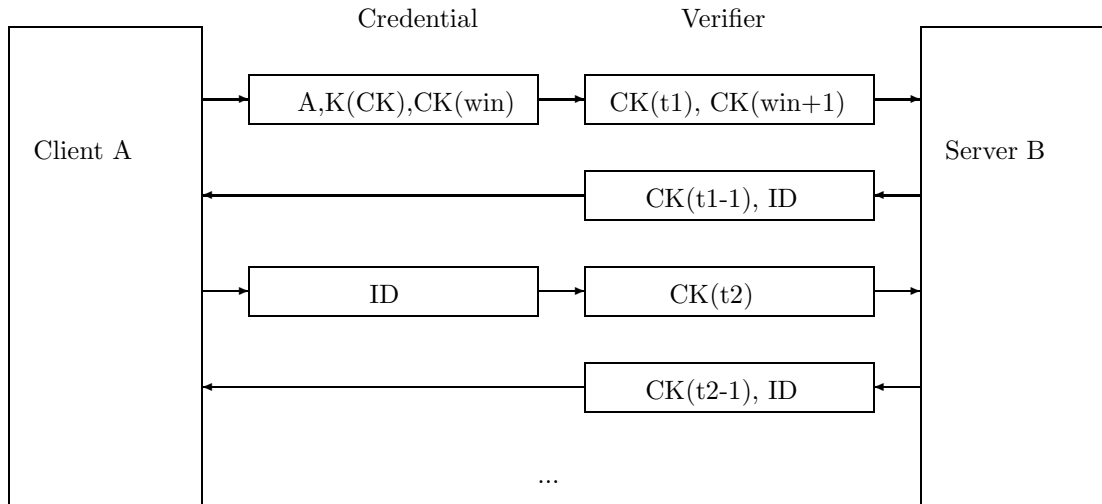 Credential
Verifier
A,K(CK),CK(win)
CK(t1), CK(win+1)
Client A
Server B
CK(t1-1), ID
ID
CK(t2)
CK(t2-1), ID
...